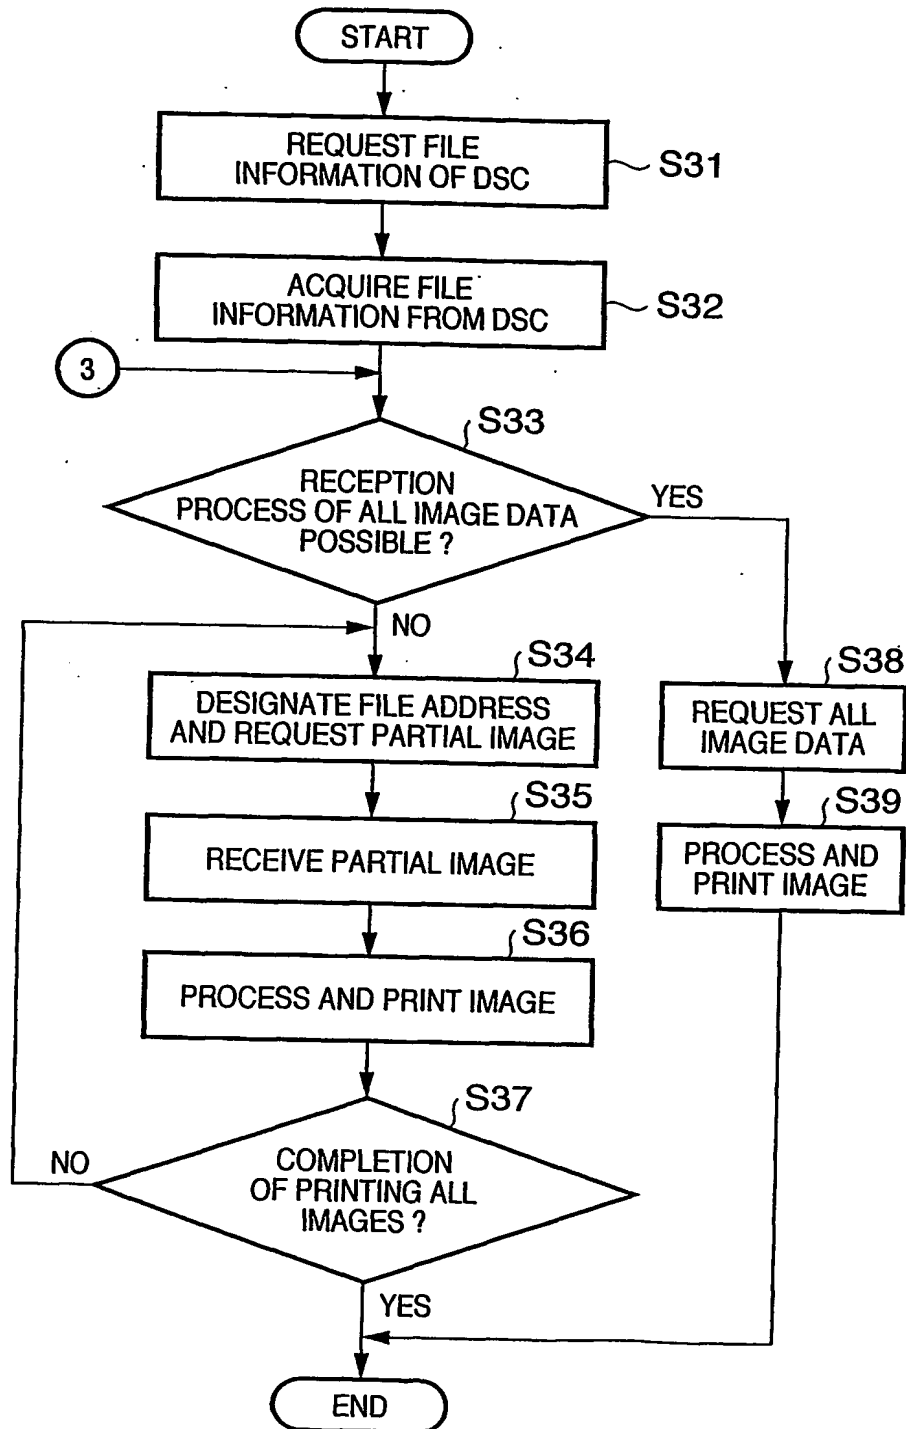 START
REQUEST FILE
INFORMATION OF DSC
S31
ACQUIRE FILE
INFORMATION FROM DSC
S32
3
S33
RECEPTION
PROCESS OF ALL IMAGE DATA
POSSIBLE ?
YES
NO
S34
DESIGNATE FILE ADDRESS
AND REQUEST PARTIAL IMAGE
S38
REQUEST ALL
IMAGE DATA
S35
RECEIVE PARTIAL IMAGE
S39
PROCESS AND
PRINT IMAGE
S36
PROCESS AND PRINT IMAGE
S37
COMPLETION
OF PRINTING ALL
IMAGES ?
NO
YES
END